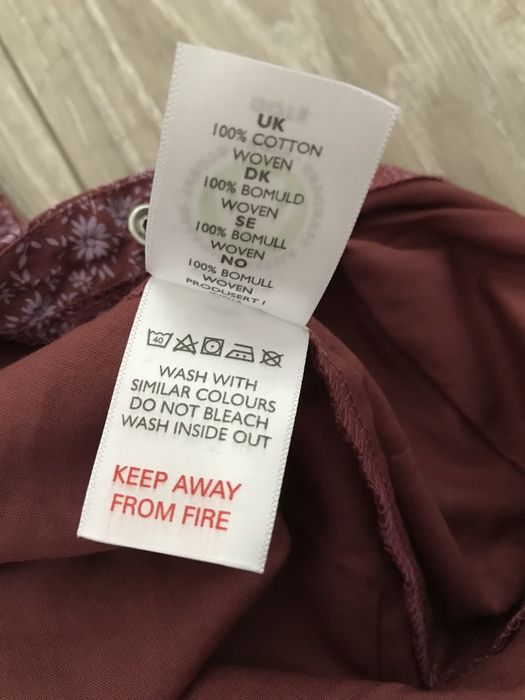 UK
100% COTTON
WOVEN
DK
100% BOMULD
WOVEN
SE
100% BOMULL
WOVEN
NO
100% BOMULL
WOVEN
PRODUSERT I
40
WASH WITH
SIMILAR COLOURS
DO NOT BLEACH
WASH INSIDE OUT
KEEP AWAY
FROM FIRE